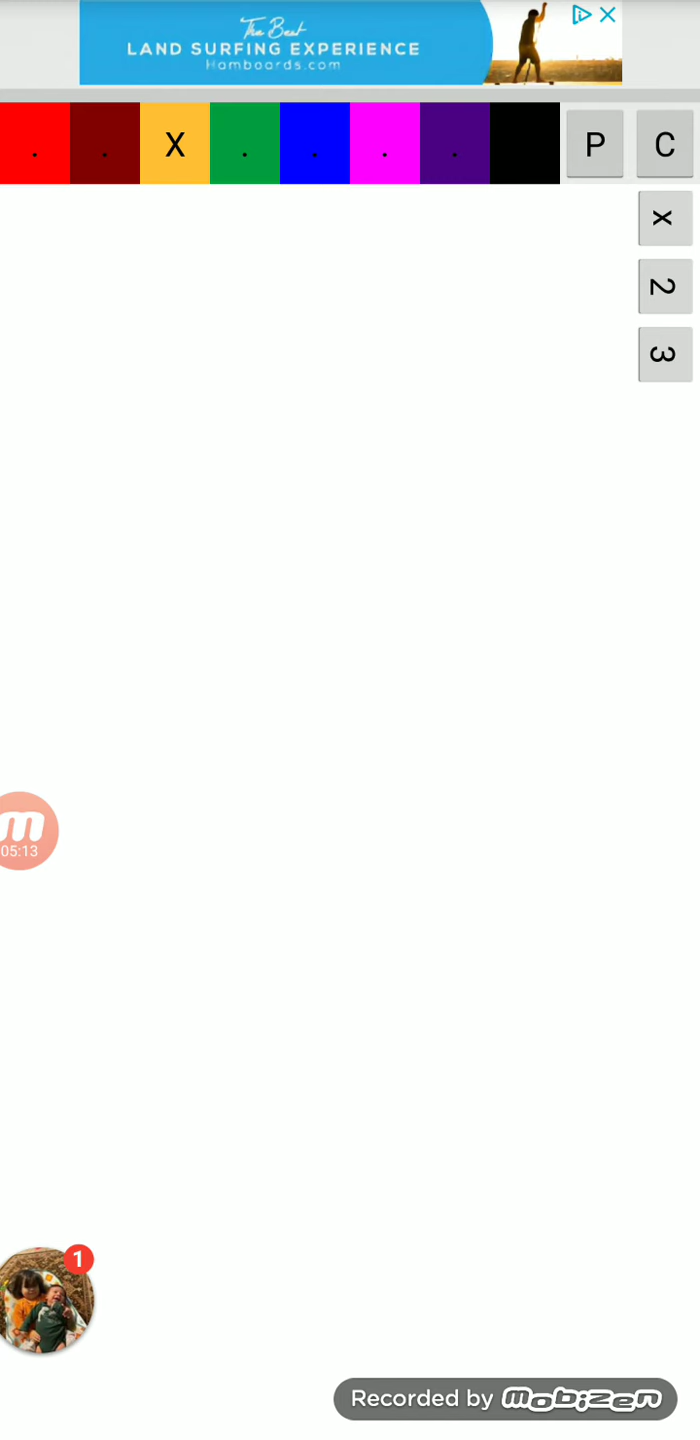 The Best
LAND SURFING EXPERIENCE
Hamboards.com
. . X . . . . P C
x
2
3
m
05:13
1
Recorded by mobizen